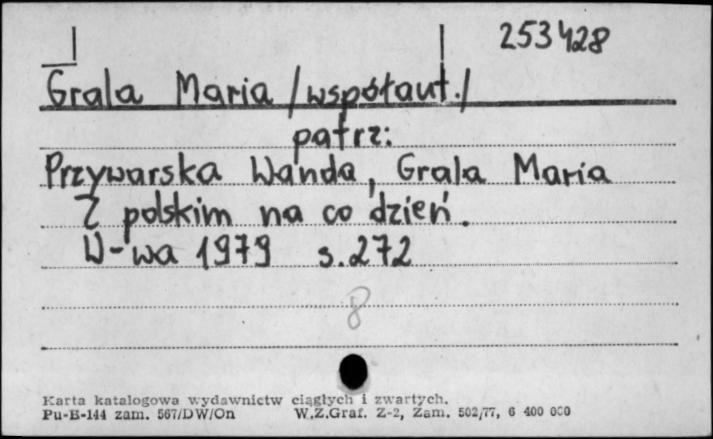 253428
Grala Maria /współaut./
patrz:
Przywarska Wanda, Grala Maria
Z polskim na co dzień.
W-wa 1979 s.272
8
Karta katalogowa wydawnictw ciągłych i zwartych.
Pu-B-144 zam. 567/DW/On W.Z.Graf. Z-2, Zam. 502/77, 6 400 000